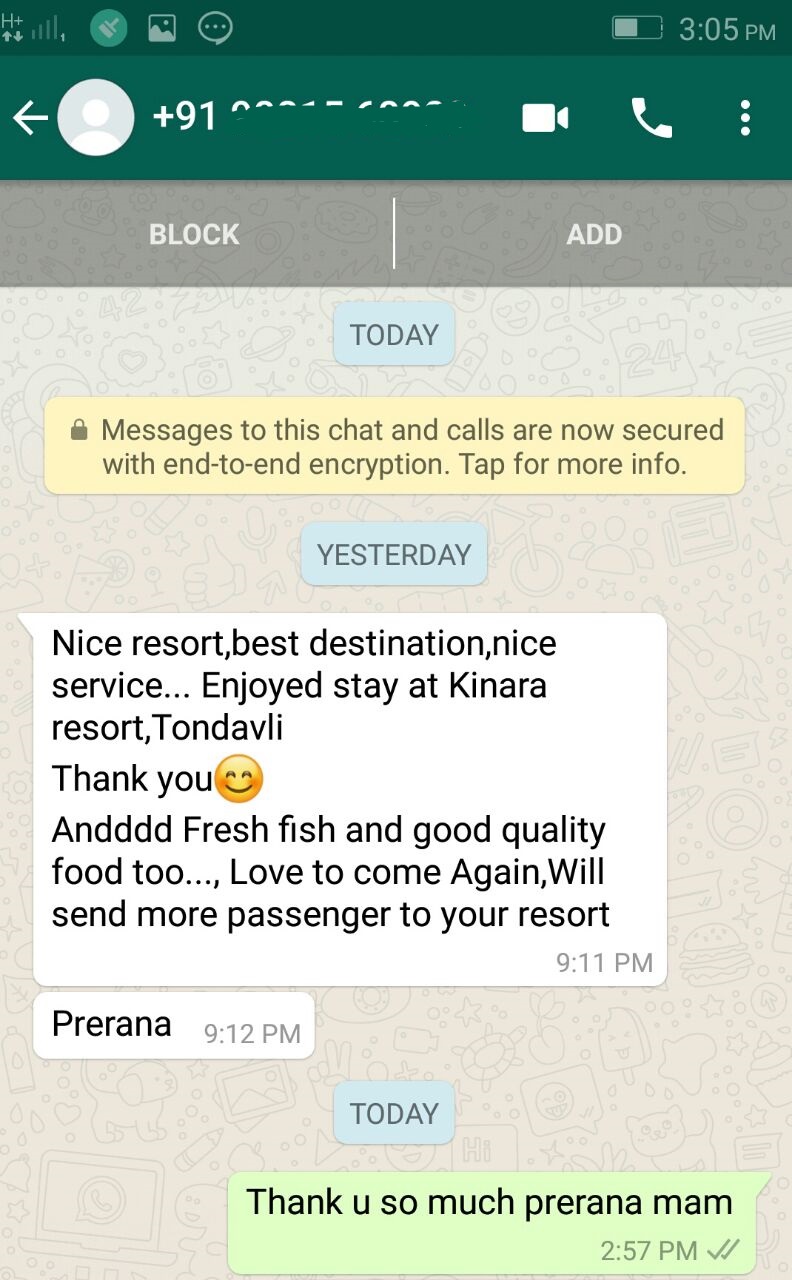 H+
3:05 PM
+91
BLOCK
ADD
TODAY
Messages to this chat and calls are now secured
with end-to-end encryption. Tap for more info.
YESTERDAY
Nice resort,best destination,nice
service... Enjoyed stay at Kinara
resort,Tondavli
Thank you😊
Andddd Fresh fish and good quality
food too..., Love to come Again,Will
send more passenger to your resort
9:11 PM
Prerana 9:12 PM
TODAY
Thank u so much prerana mam
2:57 PM